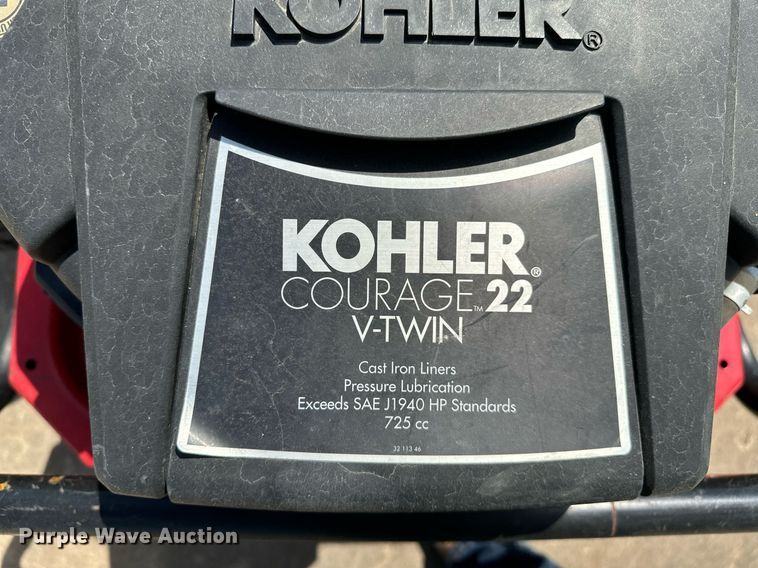 KOHLER®
KOHLER®
COURAGE™ 22
V-TWIN
Cast Iron Liners
Pressure Lubrication
Exceeds SAE J1940 HP Standards
725 cc
32 113 46
Purple Wave Auction